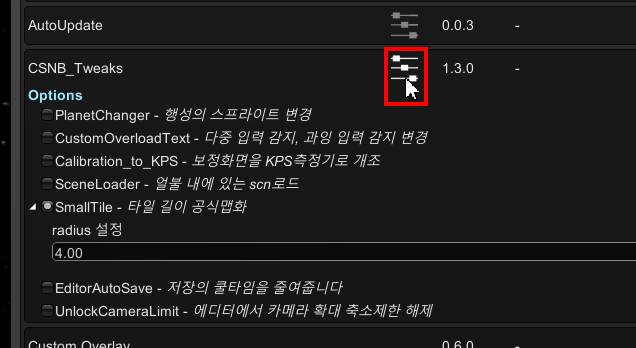 AutoUpdate 0.0.3 -
CSNB_Tweaks 1.3.0 -
Options
PlanetChanger - 행성의 스프라이트 변경
CustomOverloadText - 다중 입력 감지, 과잉 입력 감지 변경
Calibration_to_KPS - 보정화면을 KPS측정기로 개조
SceneLoader - 얼불 내에 있는 scn로드
SmallTile - 타일 길이 공식맵화
radius 설정
4.00
EditorAutoSave - 저장의 쿨타임을 줄여줍니다
UnlockCameraLimit - 에디터에서 카메라 확대 축소제한 해제
Custom Overlay 0.6.0 -